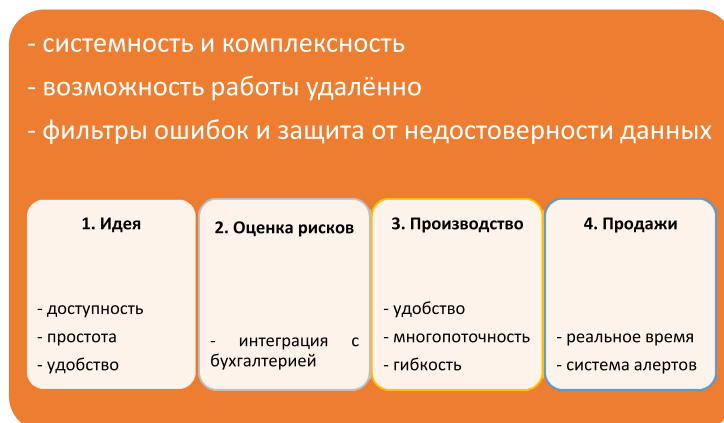 - системность и комплексность
- возможность работы удалённо
- фильтры ошибок и защита от недостоверности данных
1. Идея
- доступность
- простота
- удобство
2. Оценка рисков
- интеграция с
бухгалтерией
3. Производство
- удобство
- многопоточность
- гибкость
4. Продажи
- реальное время
- система алертов